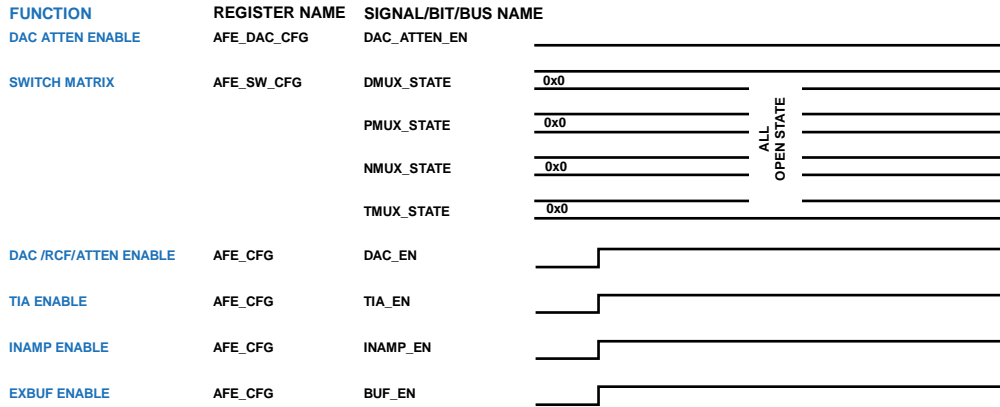 FUNCTION REGISTER NAME SIGNAL/BIT/BUS NAME
DAC ATTEN ENABLE AFE_DAC_CFG DAC_ATTEN_EN
SWITCH MATRIX AFE_SW_CFG DMUX_STATE 0x0
PMUX_STATE 0x0
NMUX_STATE 0x0
TMUX_STATE 0x0
ALL
OPEN STATE
DAC /RCF/ATTEN ENABLE AFE_CFG DAC_EN
TIA ENABLE AFE_CFG TIA_EN
INAMP ENABLE AFE_CFG INAMP_EN
EXBUF ENABLE AFE_CFG BUF_EN